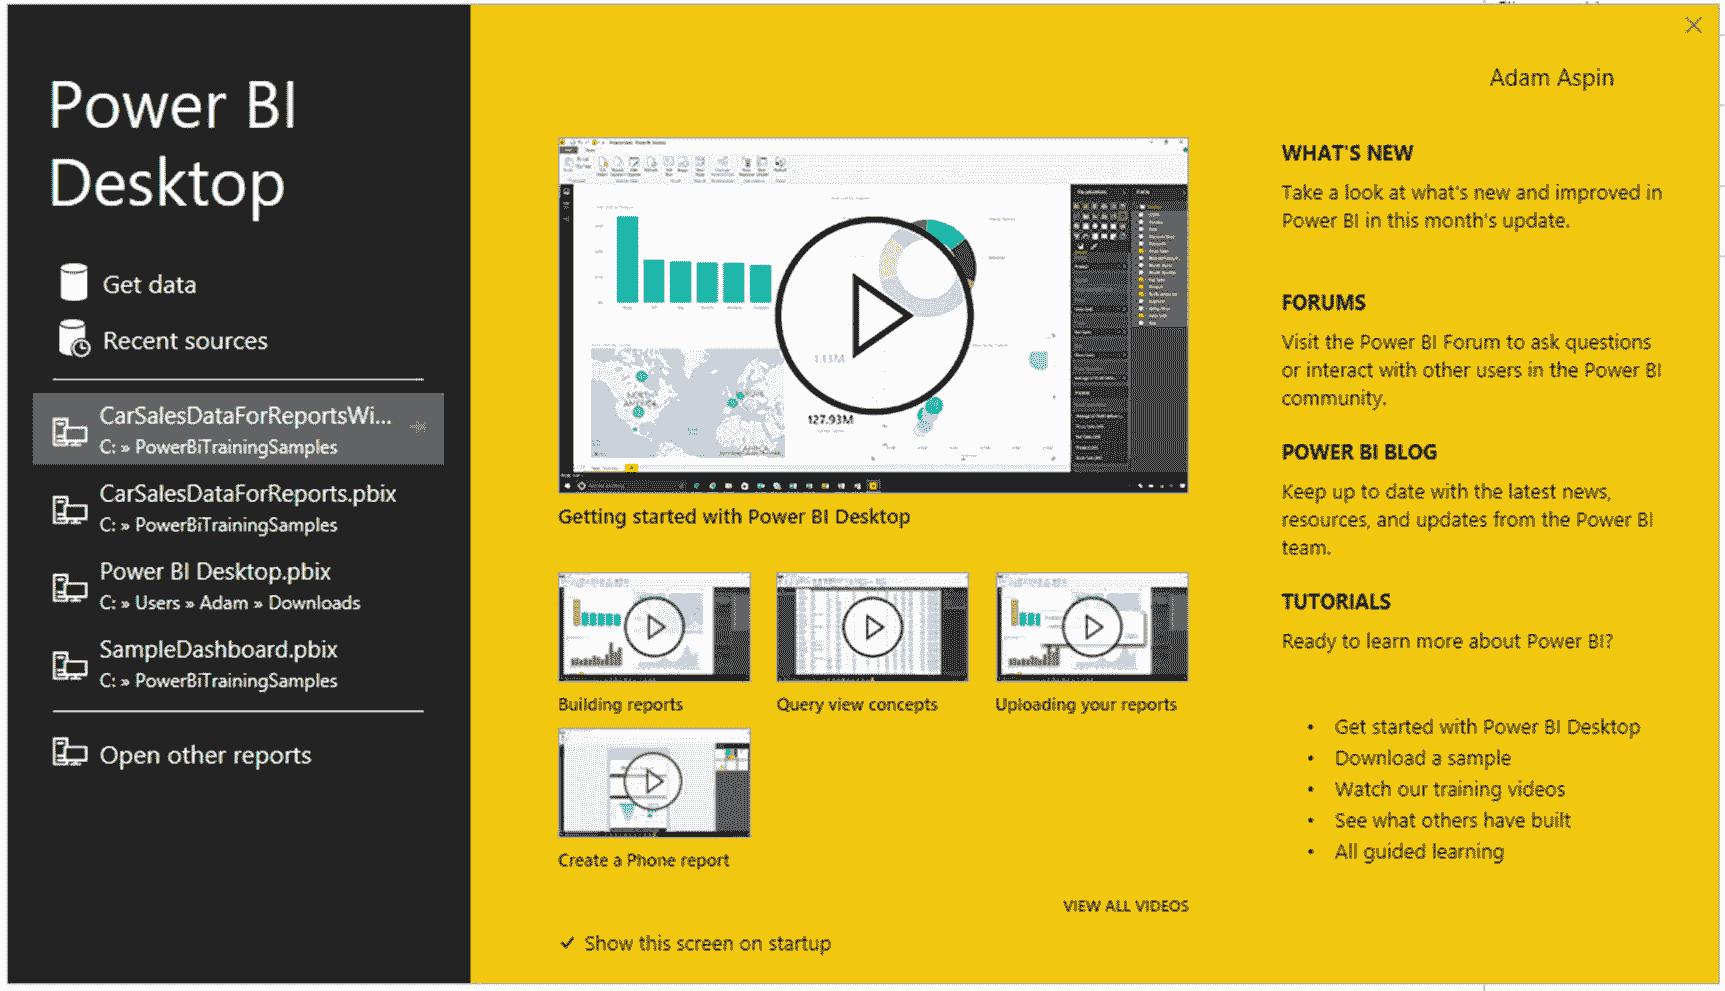 Power BI
Desktop
Get data
Recent sources
CarSalesDataForReportsWi...
C: » PowerBiTrainingSamples
CarSalesDataForReports.pbix
C: » PowerBiTrainingSamples
Power BI Desktop.pbix
C: » Users » Adam » Downloads
SampleDashboard.pbix
C: » PowerBiTrainingSamples
Open other reports
1.13M
127.93M
Getting started with Power BI Desktop
Building reports
Query view concepts
Uploading your reports
Create a Phone report
VIEW ALL VIDEOS
Show this screen on startup
Adam Aspin
WHAT'S NEW
Take a look at what's new and improved in
Power BI in this month's update.
FORUMS
Visit the Power BI Forum to ask questions
or interact with other users in the Power BI
community.
POWER BI BLOG
Keep up to date with the latest news,
resources, and updates from the Power BI
team.
TUTORIALS
Ready to learn more about Power BI?
• Get started with Power BI Desktop
• Download a sample
• Watch our training videos
• See what others have built
• All guided learning